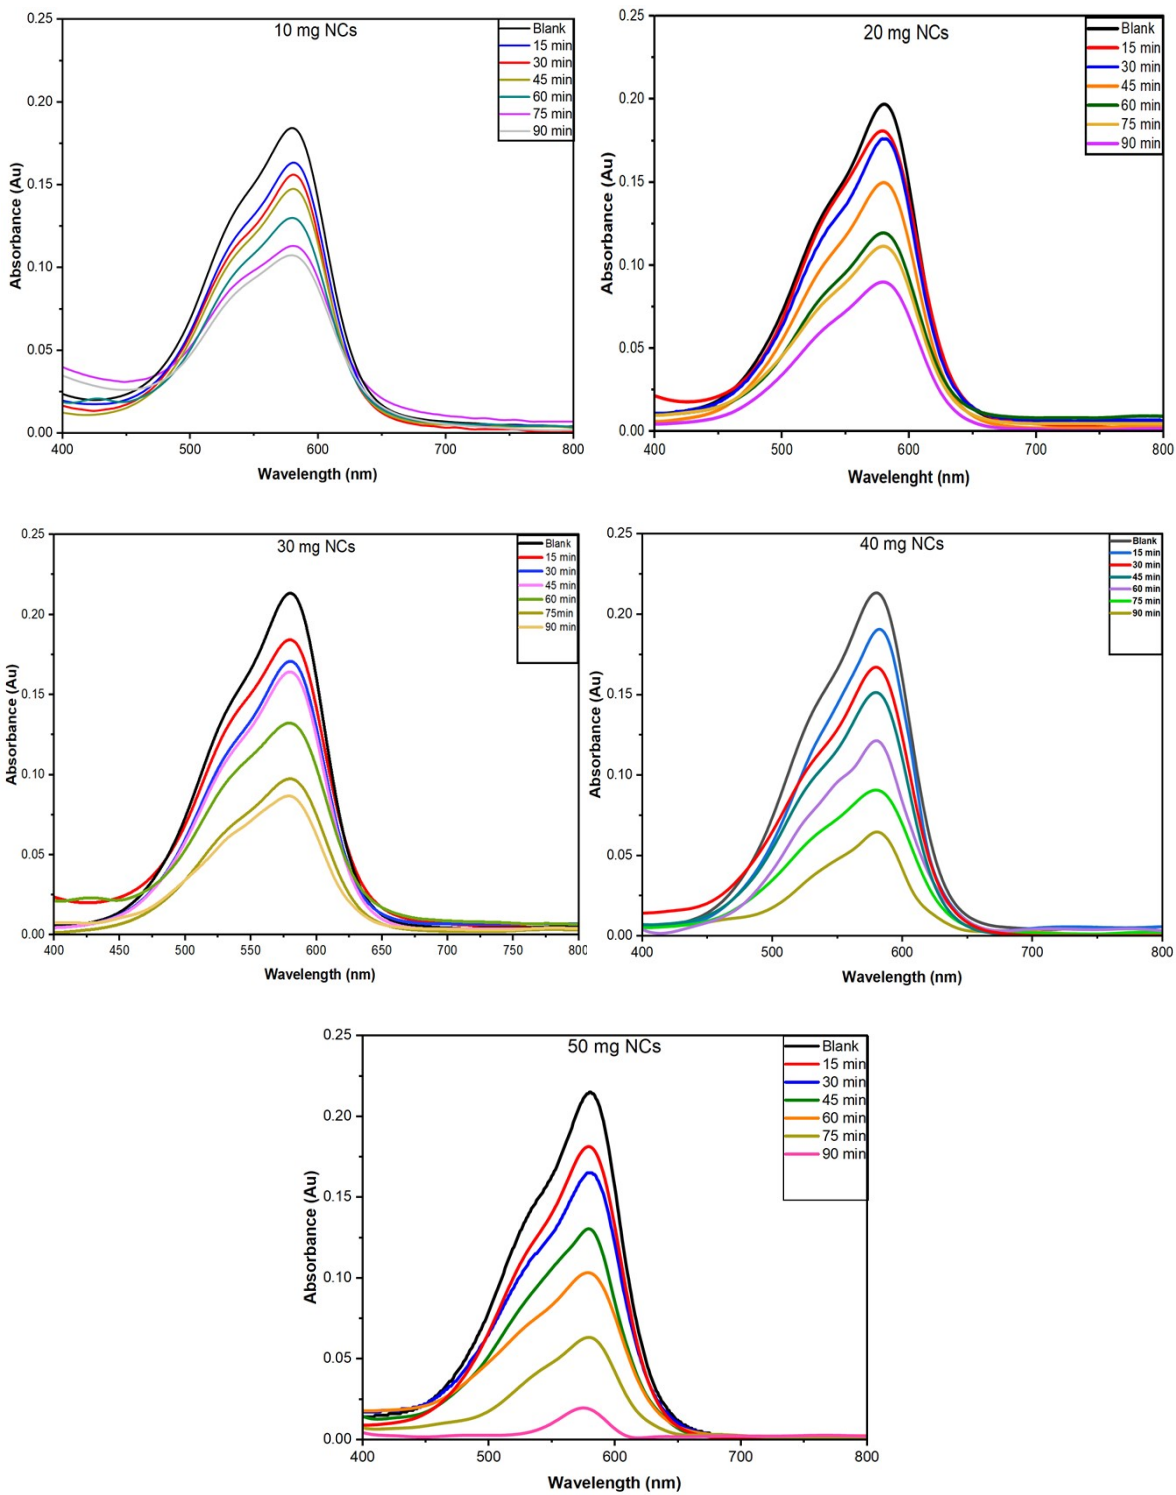 10 mg NCs
Blank
15 min
30 min
45 min
60 min
75 min
90 min
0.25
0.20
0.15
0.10
0.05
0.00
Absorbance (Au)
400
500
600
700
800
Wavelength (nm)
20 mg NCs
Blank
15 min
30 min
45 min
60 min
75 min
90 min
0.25
0.20
0.15
0.10
0.05
0.00
Absorbance (Au)
400
500
600
700
800
Wavelenght (nm)
30 mg NCs
Blank
15 min
30 min
45 min
60 min
75min
90 min
0.25
0.20
0.15
0.10
0.05
0.00
Absorbance (Au)
400
450
500
550
600
650
700
750
800
Wavelength (nm)
40 mg NCs
Blank
15 min
30 min
45 min
60 min
75 min
90 min
0.25
0.20
0.15
0.10
0.05
0.00
Absorbance (Au)
400
500
600
700
800
Wavelength (nm)
50 mg NCs
Blank
15 min
30 min
45 min
60 min
75 min
90 min
0.25
0.20
0.15
0.10
0.05
0.00
Absorbance (Au)
400
500
600
700
800
Wavelength (nm)